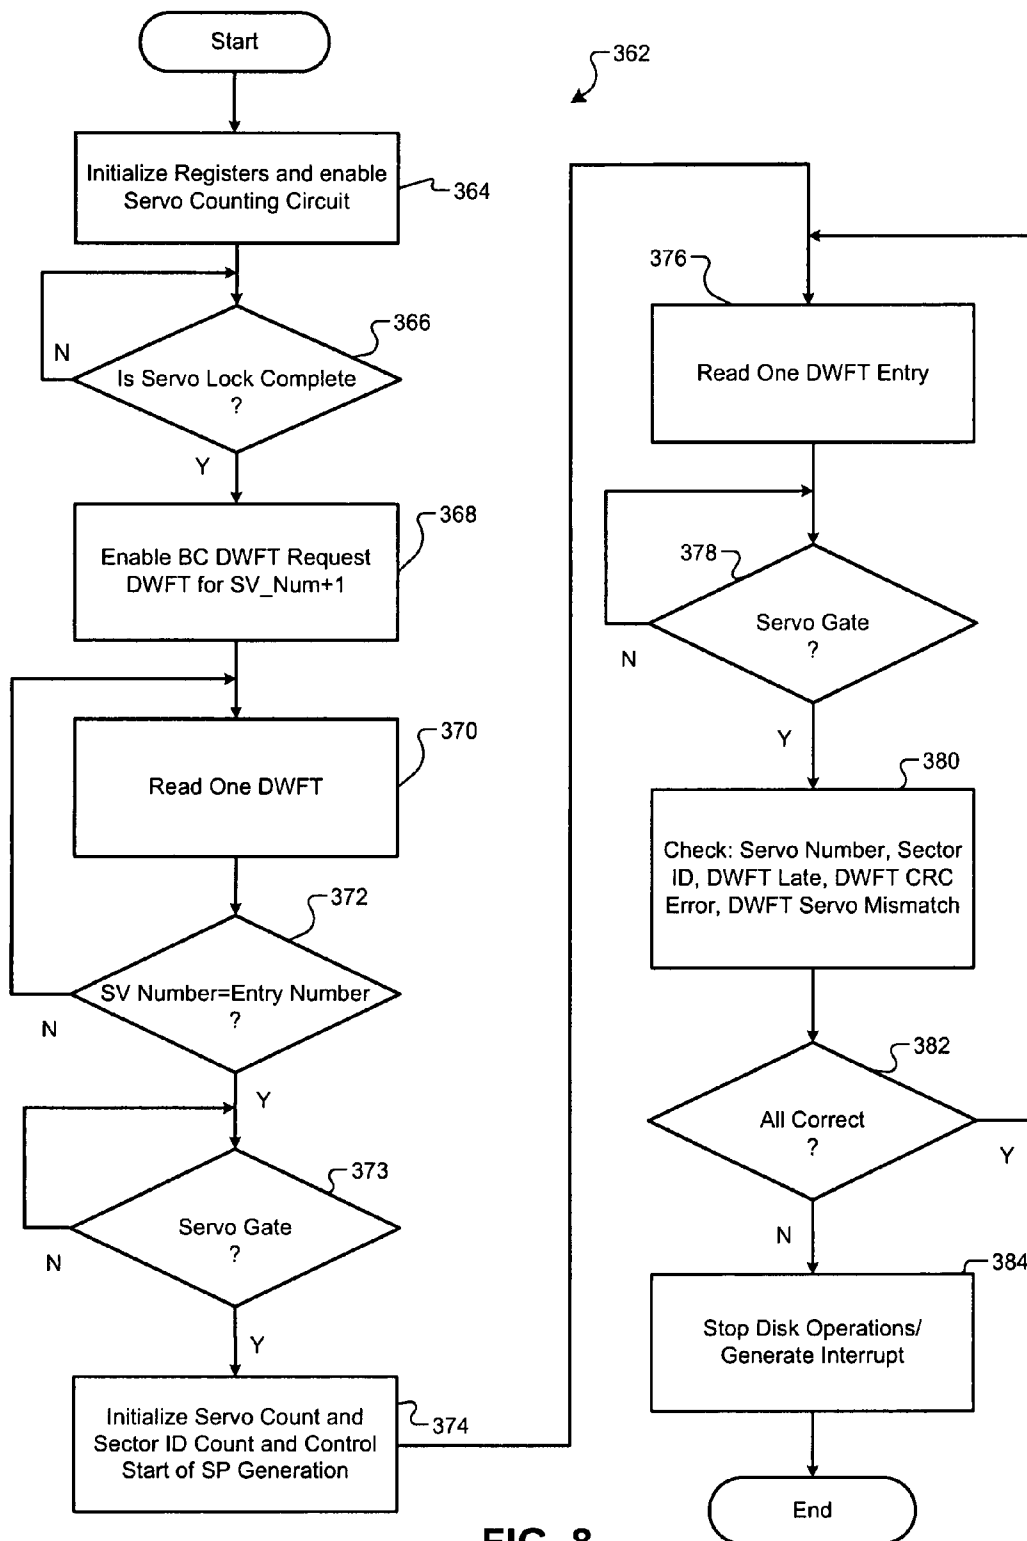 Start
362
Initialize Registers and enable
Servo Counting Circuit
364
366
N
Is Servo Lock Complete
?
Y
368
Enable BC DWFT Request
DWFT for SV_Num+1
370
Read One DWFT
372
SV Number=Entry Number
?
N
Y
373
Servo Gate
?
N
Y
Initialize Servo Count and
Sector ID Count and Control
Start of SP Generation
374
376
Read One DWFT Entry
378
Servo Gate
?
N
Y
380
Check: Servo Number, Sector
ID, DWFT Late, DWFT CRC
Error, DWFT Servo Mismatch
382
All Correct
?
Y
N
384
Stop Disk Operations/
Generate Interrupt
End
FIG. 8